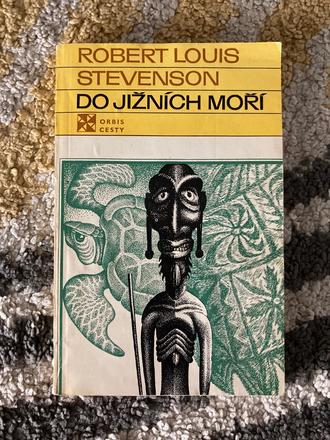 ROBERT LOUIS
STEVENSON
DO JIŽNÍCH MOŘÍ
ORBIS
CESTY